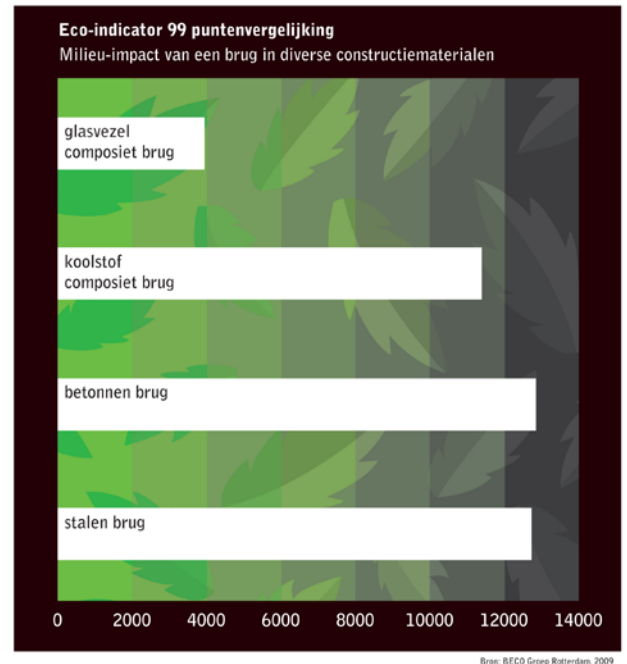 Eco-indicator 99 puntenvergelijking
Milieu-impact van een brug in diverse constructiematerialen
glasvezel
composiet brug
koolstof
composiet brug
betonnen brug
stalen brug
0 2000 4000 6000 8000 10000 12000 14000
Bron: BECO Groep Rotterdam, 2009